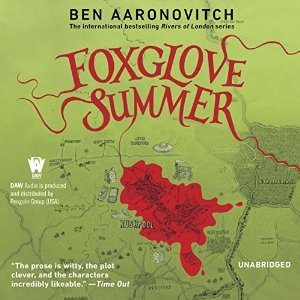 BEN AARONOVITCH
The international bestselling Rivers of London series
FOXGLOVE
SUMMER
DAW
DAW Audio is produced
and distributed by
Penguin Group (USA)
RUSHPOOL
UNABRIDGED
“The prose is witty, the plot
clever, and the characters
incredibly likeable.” —Time Out